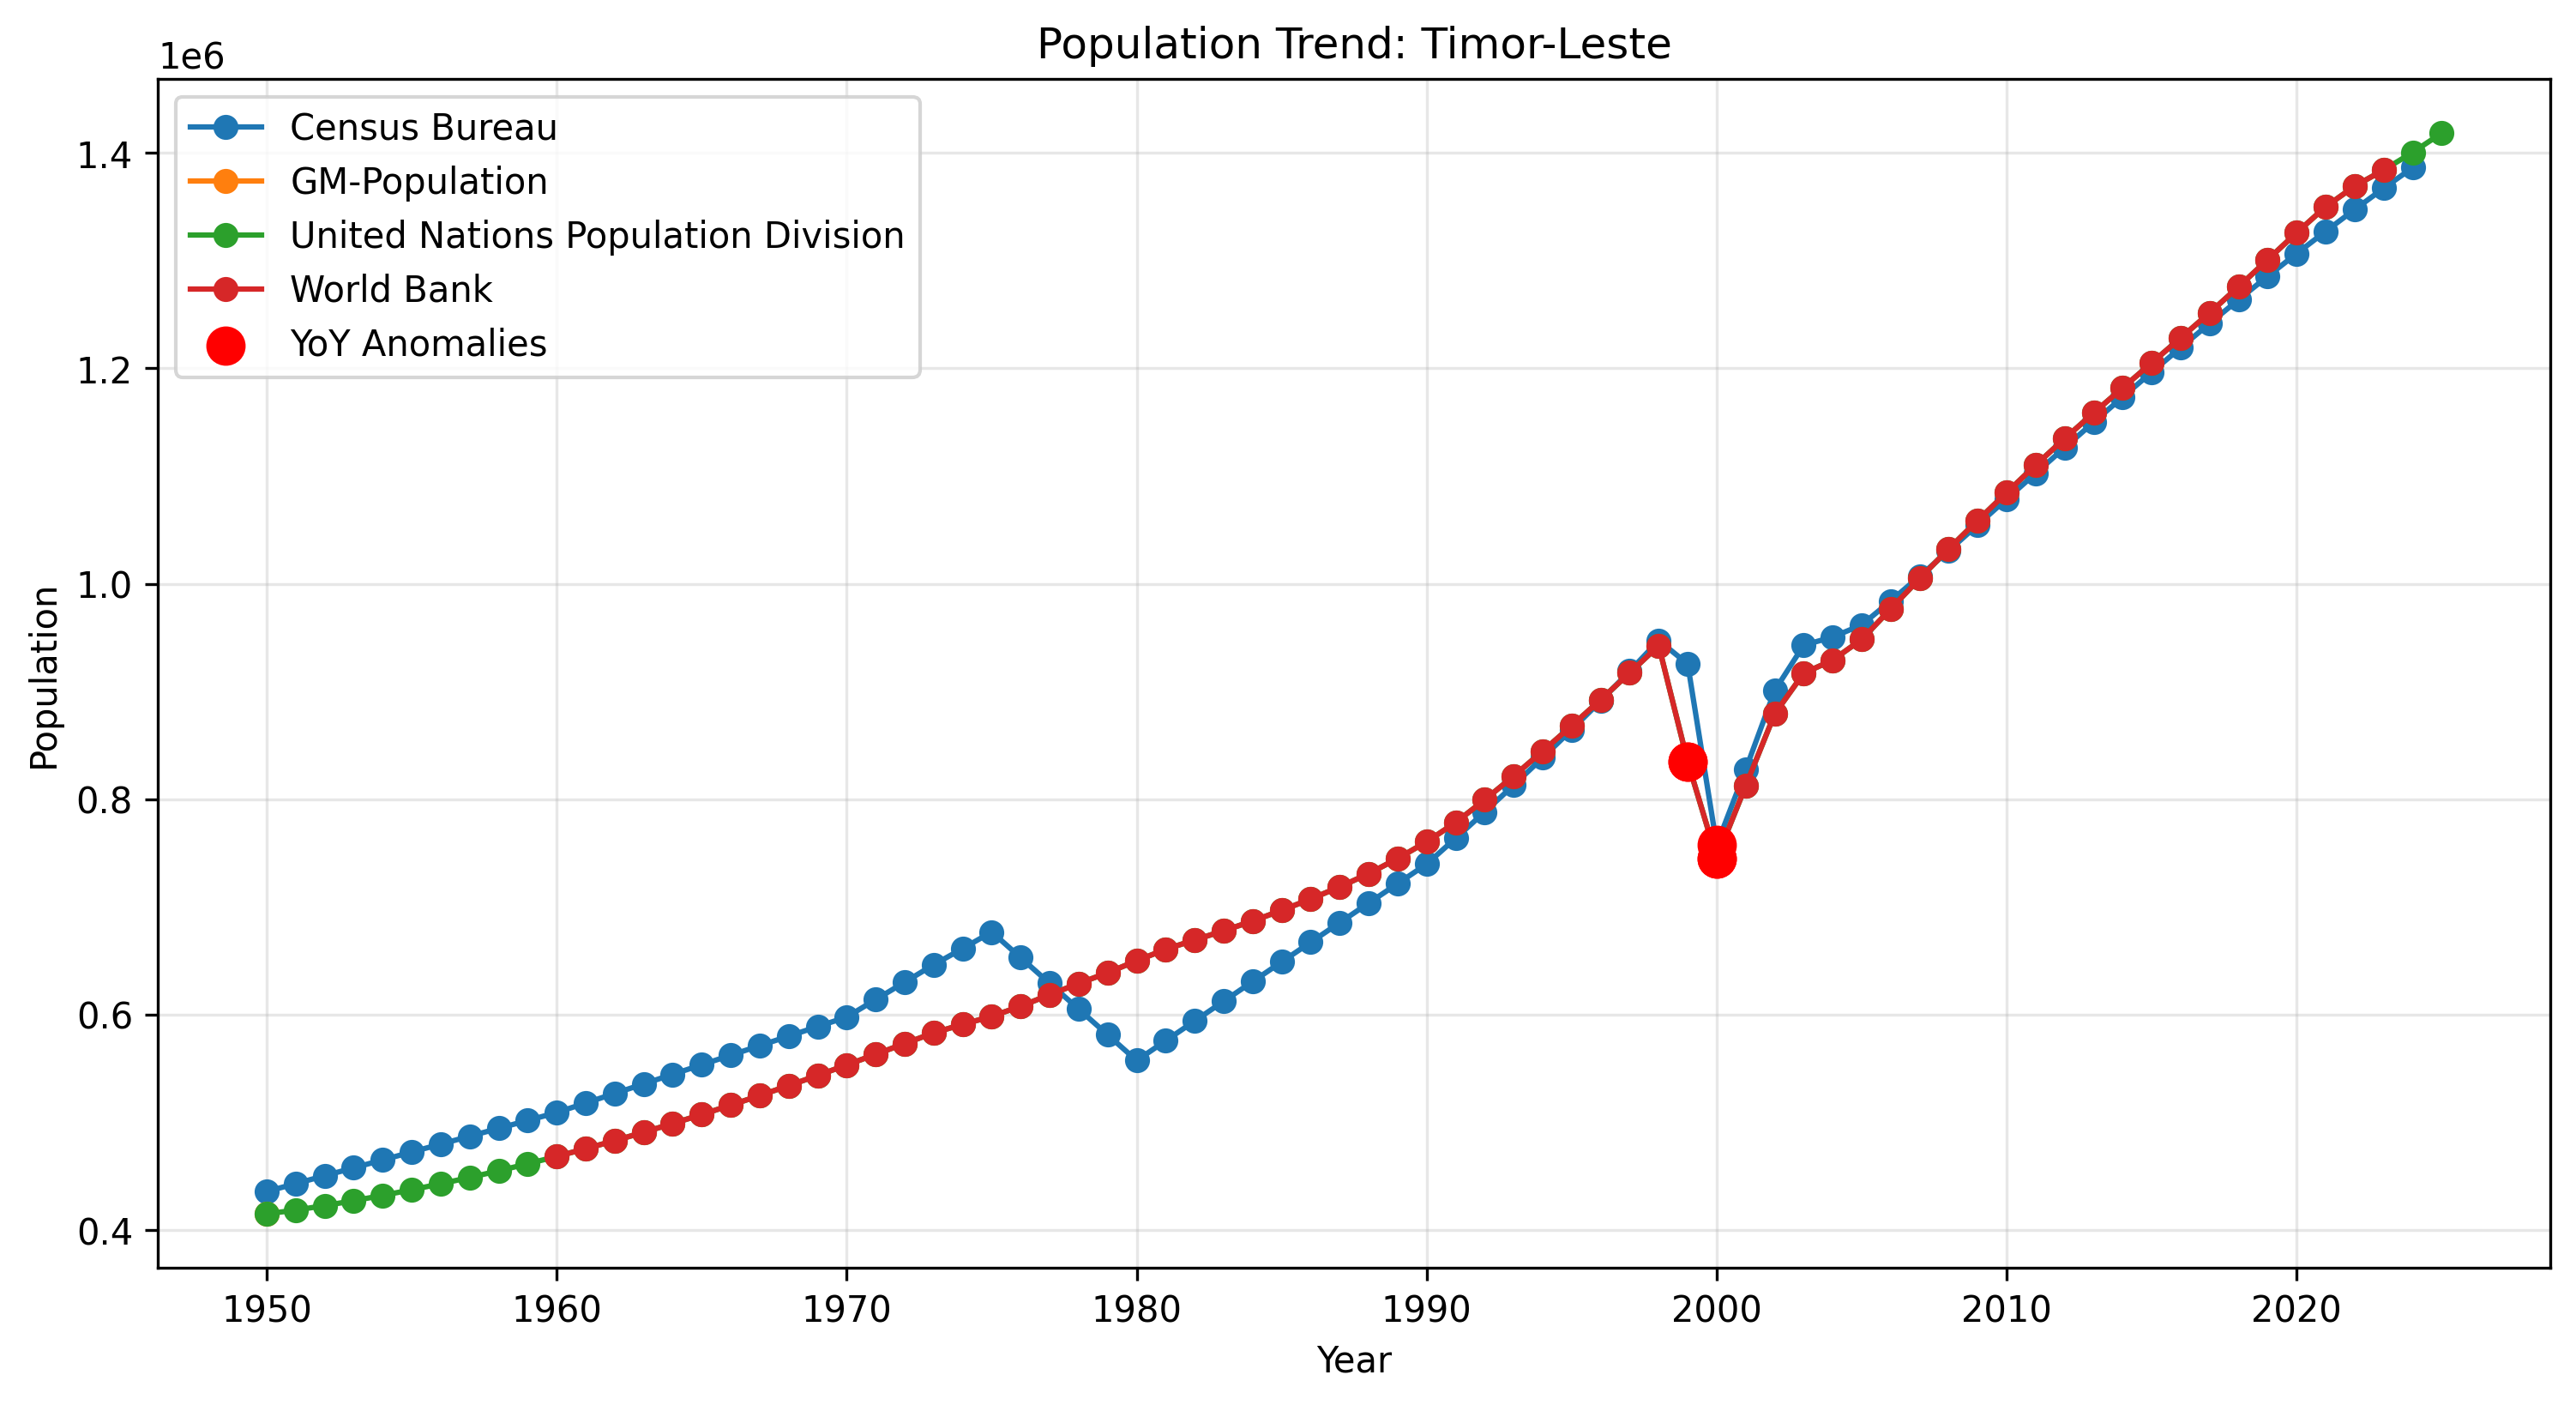 Population Trend: Timor-Leste
1e6
Census Bureau
GM-Population
United Nations Population Division
World Bank
YoY Anomalies
1.4
1.2
1.0
0.8
0.6
0.4
Population
1950 1960 1970 1980 1990 2000 2010 2020
Year